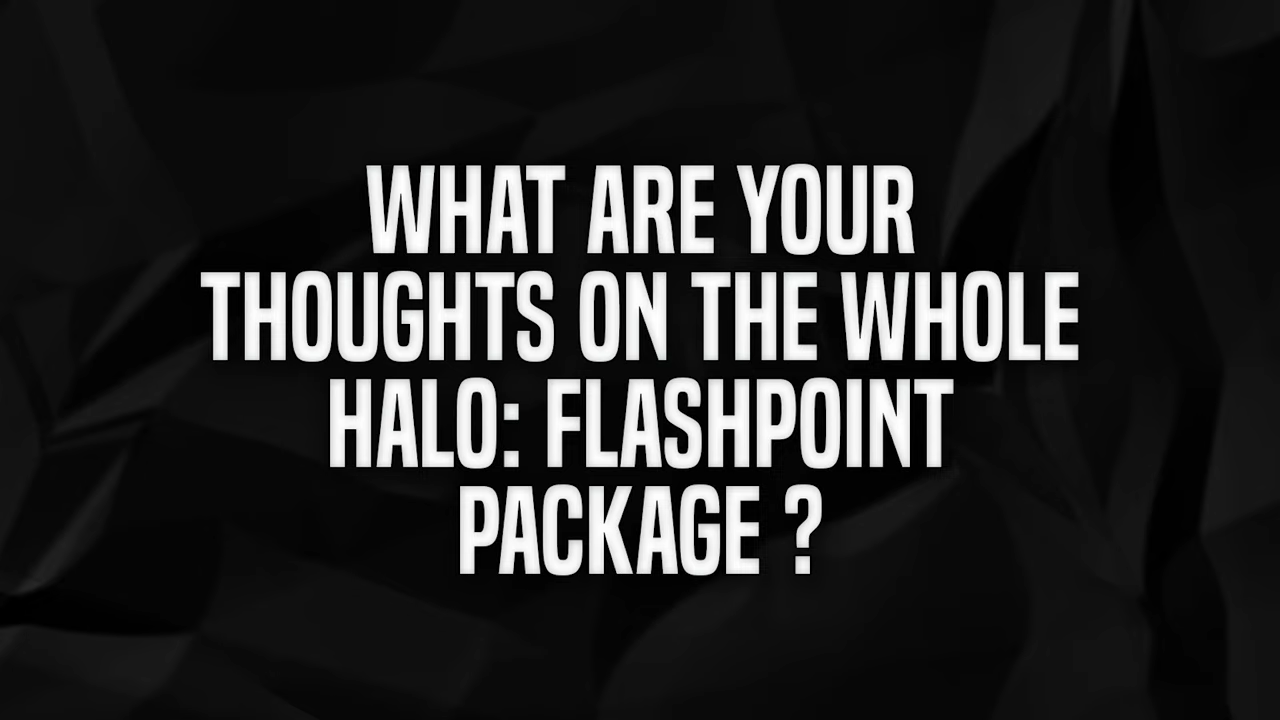 WHAT ARE YOUR
THOUGHTS ON THE WHOLE
HALO: FLASHPOINT
PACKAGE ?